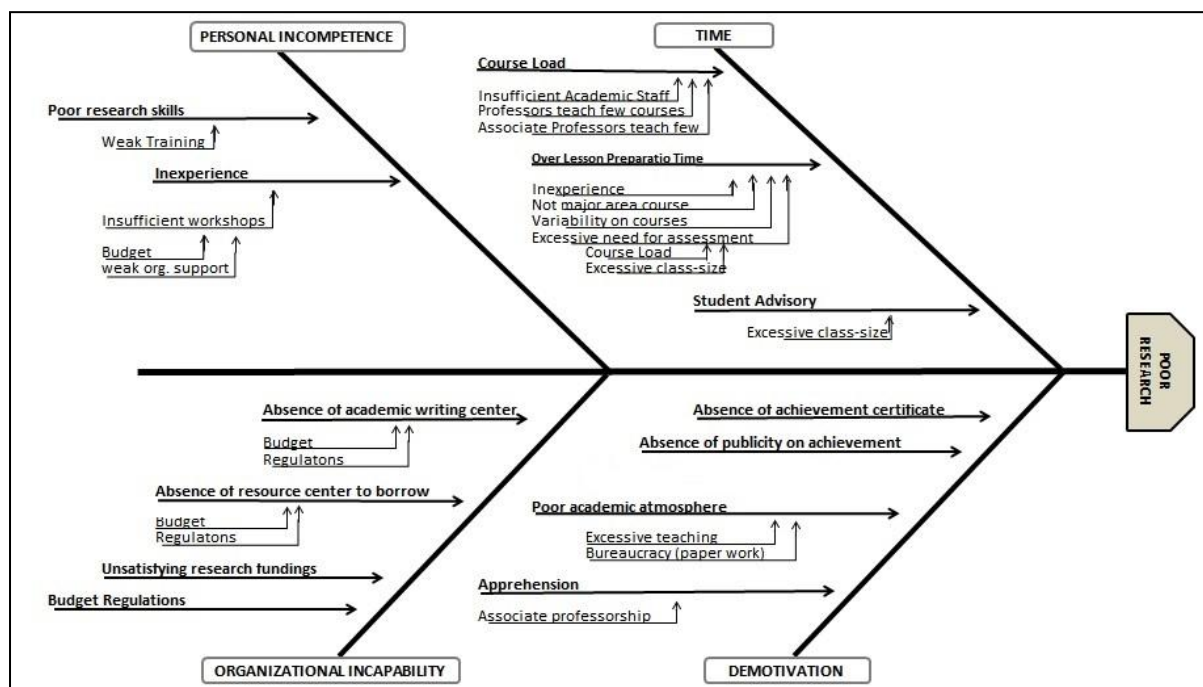 PERSONAL INCOMPETENCE
Poor research skills
Weak Training
Inexperience
Insufficient workshops
Budget
weak org. support
TIME
Course Load
Insufficient Academic Staff
Professors teach few courses
Associate Professors teach few
Over Lesson Preparatio Time
Inexperience
Not major area course
Variability on courses
Excessive need for assessment
Course Load
Excessive class-size
Student Advisory
Excessive class-size
POOR
RESEARCH
Absence of academic writing center
Budget
Regulatons
Absence of resource center to borrow
Budget
Regulatons
Unsatisfying research fundings
Budget Regulations
ORGANIZATIONAL INCAPABILITY
Absence of achievement certificate
Absence of publicity on achievement
Poor academic atmosphere
Excessive teaching
Bureaucracy (paper work)
Apprehension
Associate professorship
DEMOTIVATION